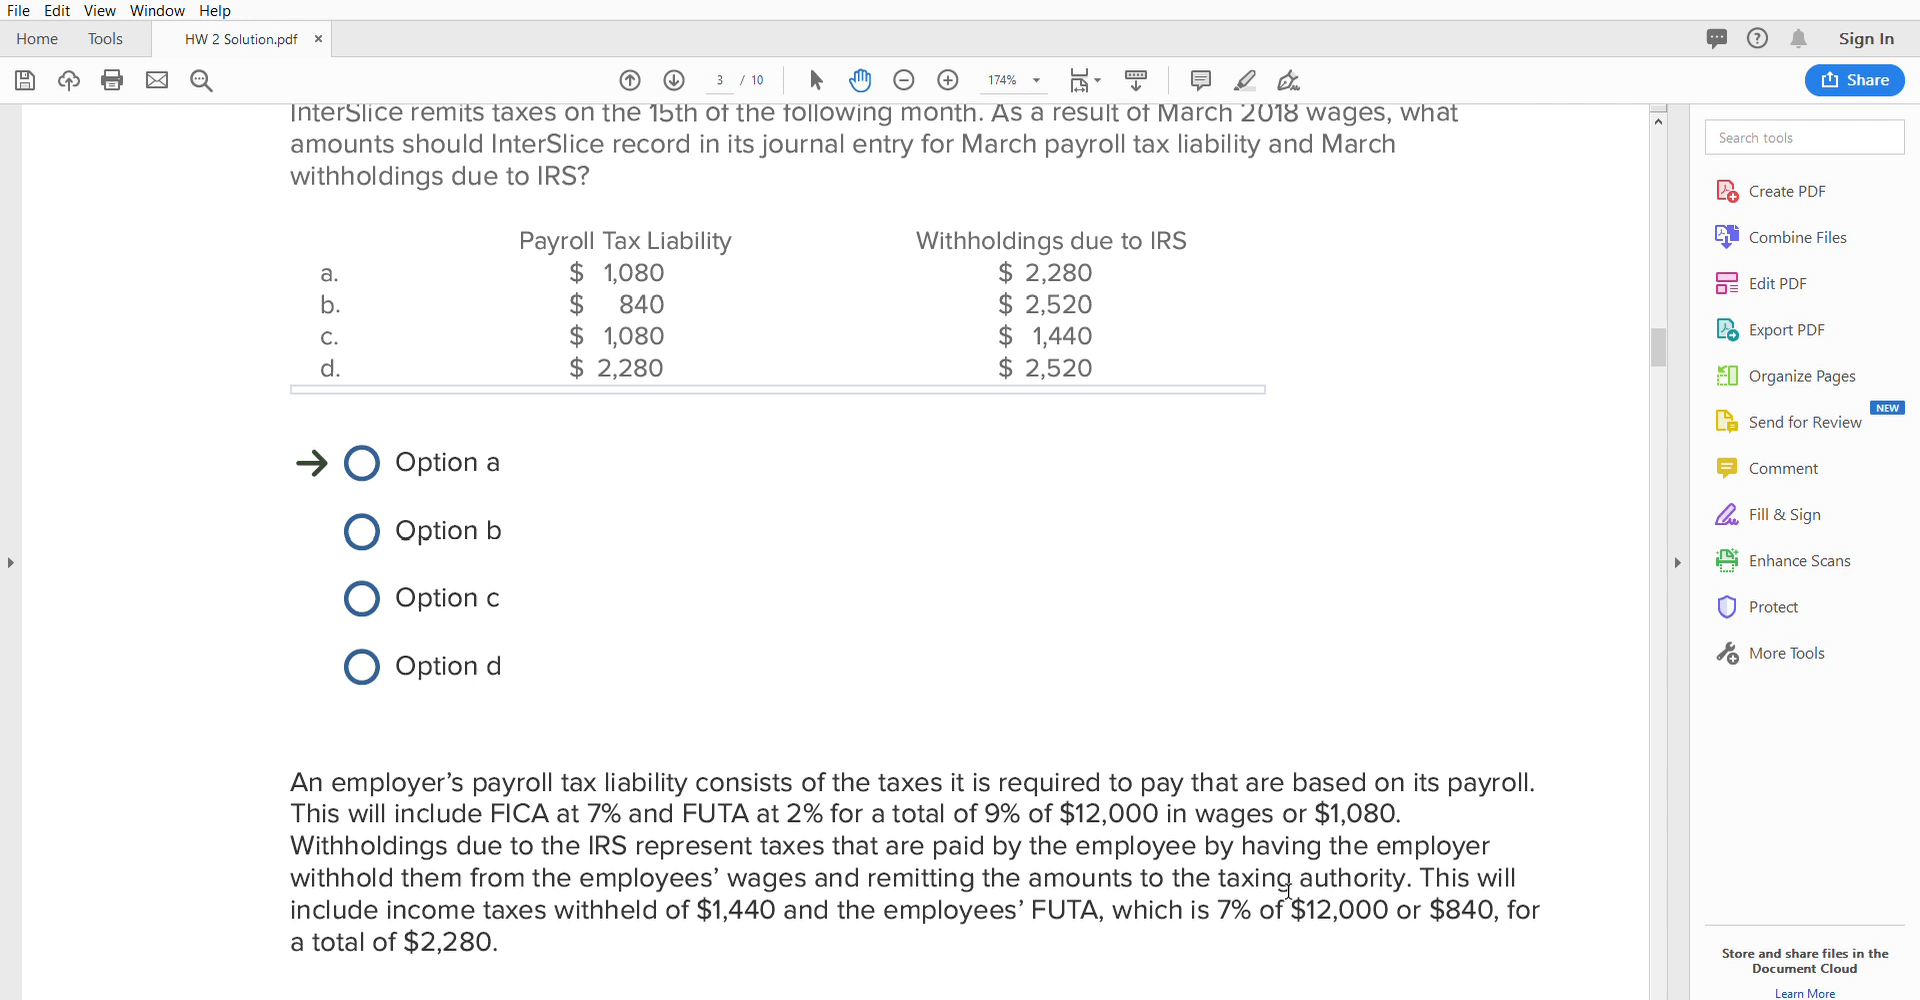 File Edit View Window Help
Home Tools HW 2 Solution.pdf × Sign In
3 / 10 174% Share
InterSlice remits taxes on the 15th of the following month. As a result of March 2018 wages, what
amounts should InterSlice record in its journal entry for March payroll tax liability and March
withholdings due to IRS?
Payroll Tax Liability Withholdings due to IRS
a. $ 1,080 $ 2,280
b. $ 840 $ 2,520
c. $ 1,080 $ 1,440
d. $ 2,280 $ 2,520
Option a
Option b
Option c
Option d
An employer’s payroll tax liability consists of the taxes it is required to pay that are based on its payroll.
This will include FICA at 7% and FUTA at 2% for a total of 9% of $12,000 in wages or $1,080.
Withholdings due to the IRS represent taxes that are paid by the employee by having the employer
withhold them from the employees’ wages and remitting the amounts to the taxing authority. This will
include income taxes withheld of $1,440 and the employees’ FUTA, which is 7% of $12,000 or $840, for
a total of $2,280.
Search tools
Create PDF
Combine Files
Edit PDF
Export PDF
Organize Pages
NEW
Send for Review
Comment
Fill & Sign
Enhance Scans
Protect
More Tools
Store and share files in the
Document Cloud
Learn More